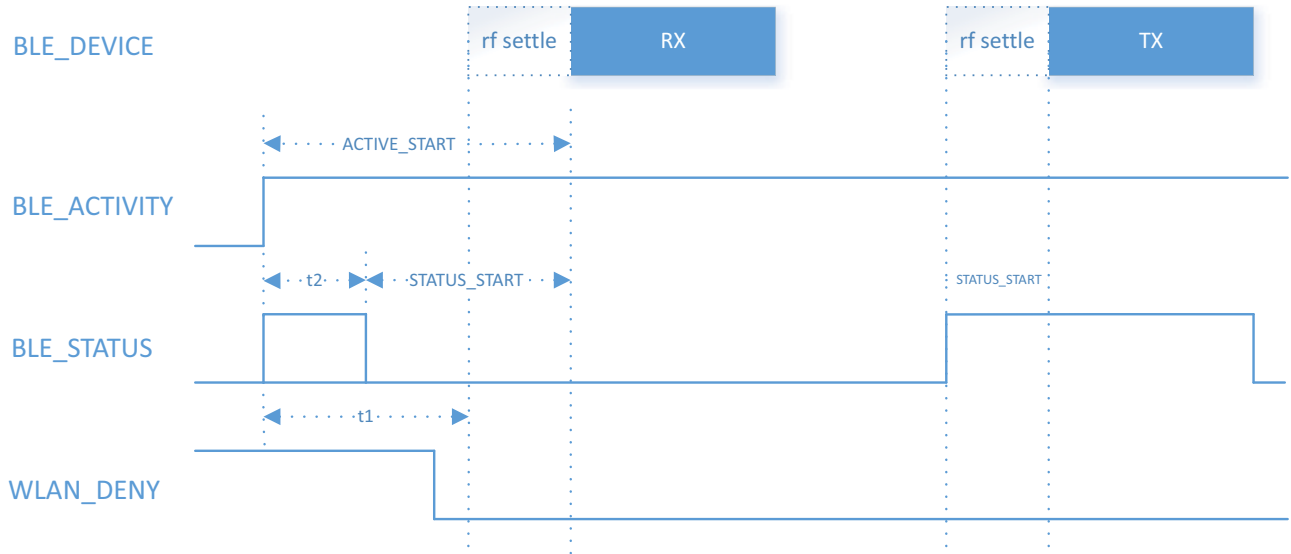 BLE_DEVICE
rf settle
RX
rf settle
TX
ACTIVE_START
BLE_ACTIVITY
t2
STATUS_START
STATUS_START
BLE_STATUS
t1
WLAN_DENY